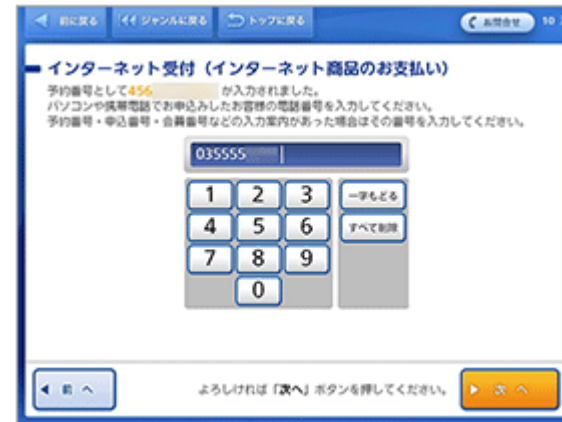 前に戻る ジャンルに戻る トップに戻る お問合せ 10
インターネット受付（インターネット商品のお支払い）
予約番号として456 が入力されました。
パソコンや携帯電話でお申込みしたお客様の電話番号を入力してください。
予約番号・申込番号・会員番号などの入力案内があった場合はその番号を入力してください。
035555
1 2 3 一字もどる
4 5 6 すべて削除
7 8 9
0
前へ よろしければ「次へ」ボタンを押してください。 次へ